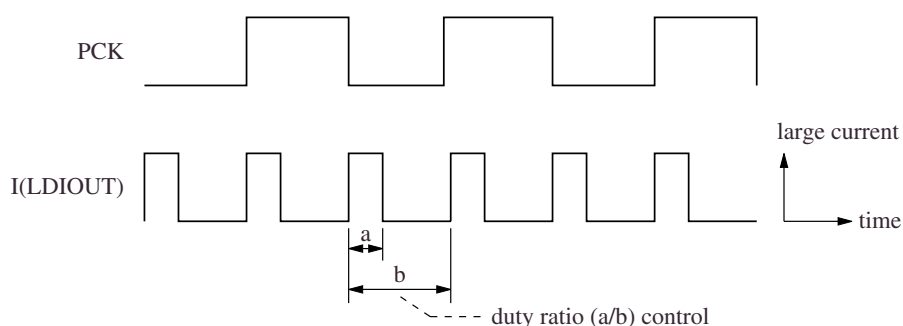 PCK
large current
I(LDIOUT)
time
a
b
duty ratio (a/b) control